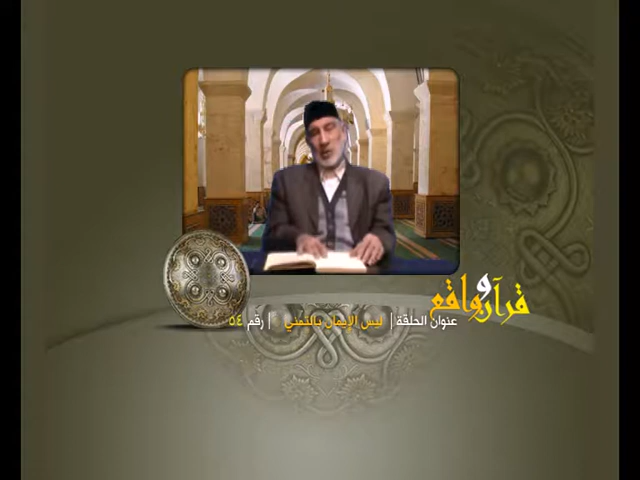 قرآن وواقع
عنوان الحلقة | ليس الإيمان بالتمني | رقم ٥٤